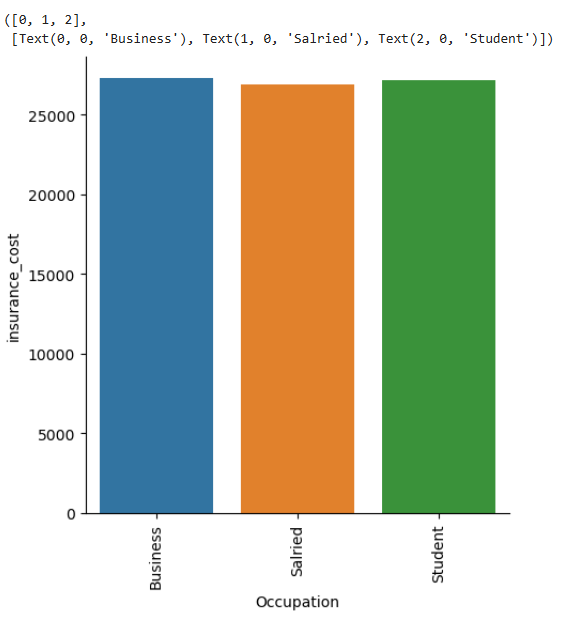 ([0, 1, 2],
[Text(0, 0, 'Business'), Text(1, 0, 'Salried'), Text(2, 0, 'Student')])
25000
20000
15000
10000
5000
0
insurance_cost
Business
Salried
Student
Occupation